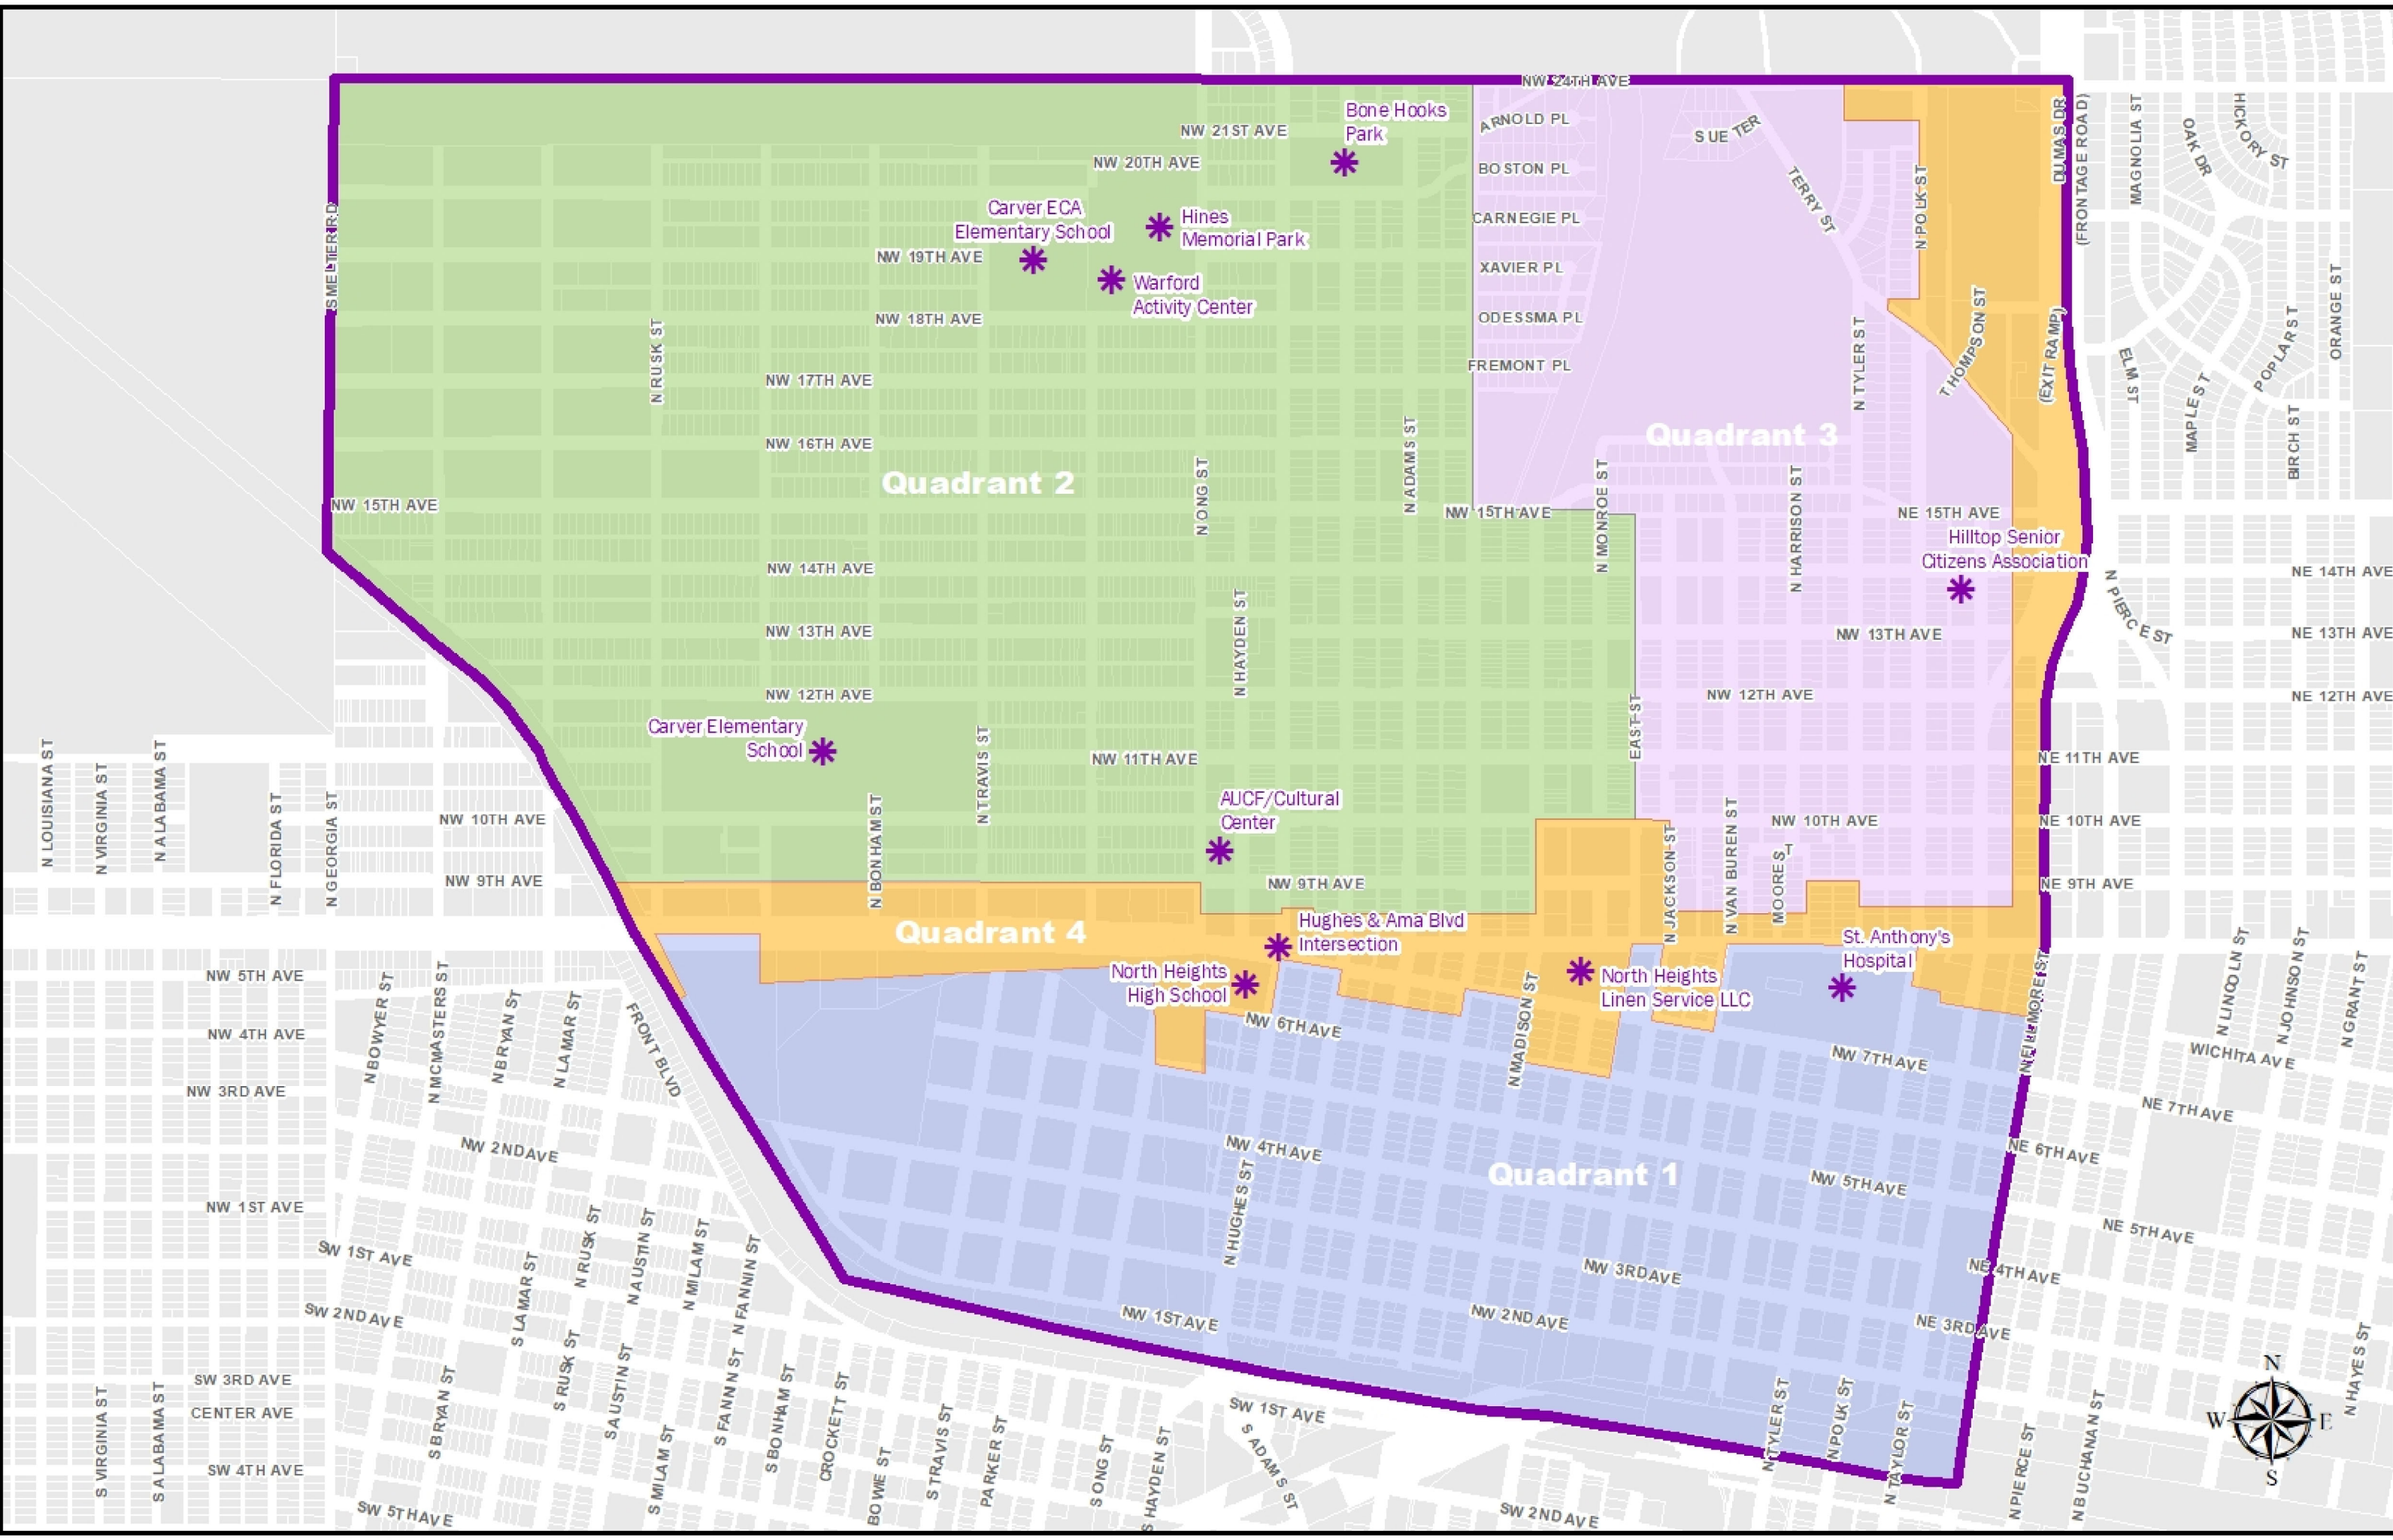 NW 24TH AVE
Bone Hooks
Park
NW 21ST AVE
NW 20TH AVE
ARNOLD PL
SUE TER
BOSTON PL
TERRY ST
N POLK ST
DUMAS DR
(FRONTAGE ROAD)
MAGNOLIA ST
OAK DR
HICKORY ST
Carver ECA
Elementary School
Hines
Memorial Park
CARNEGIE PL
SMELTER RD
NW 19TH AVE
Warford
Activity Center
XAVIER PL
NW 18TH AVE
ODESSMA PL
N RUSK ST
N TYLER ST
THOMPSON ST
(EXIT RAMP)
ELM ST
MAPLE ST
POPLAR ST
ORANGE ST
BIRCH ST
FREMONT PL
NW 17TH AVE
NW 16TH AVE
Quadrant 3
Quadrant 2
N ONG ST
N ADAMS ST
NW 15TH AVE
NW 15TH AVE
N MONROE ST
N HARRISON ST
NE 15TH AVE
Hilltop Senior
Citizens Association
NW 14TH AVE
NE 14TH AVE
N PIERCE ST
N HAYDEN ST
NW 13TH AVE
NW 13TH AVE
NE 13TH AVE
NW 12TH AVE
NW 12TH AVE
NE 12TH AVE
EAST ST
Carver Elementary
School
N TRAVIS ST
NW 11TH AVE
NE 11TH AVE
N LOUISIANA ST
N VIRGINIA ST
N ALABAMA ST
N FLORIDA ST
N GEORGIA ST
NW 10TH AVE
N BONHAM ST
AUCF/Cultural
Center
N JACKSON ST
N VAN BUREN ST
MOORE ST
NW 10TH AVE
NE 10TH AVE
NW 9TH AVE
NW 9TH AVE
NE 9TH AVE
Quadrant 4
Hughes & Ama Blvd
Intersection
North Heights
High School
North Heights
Linen Service LLC
St. Anthony's
Hospital
NW 5TH AVE
N BOWYER ST
N MCMASTERS ST
N BRYAN ST
N LAMAR ST
FRONT BLVD
NW 6TH AVE
N MADISON ST
NW 7TH AVE
N FILLMORE ST
N LINCOLN ST
N JOHNSON ST
N GRANT ST
NW 4TH AVE
WICHITA AVE
NW 3RD AVE
NE 7TH AVE
NW 2ND AVE
NW 4TH AVE
NE 6TH AVE
Quadrant 1
NW 5TH AVE
N HUGHES ST
NW 1ST AVE
NE 5TH AVE
SW 1ST AVE
N RUSK ST
N AUSTIN ST
N MILAM ST
N FANNIN ST
NW 3RD AVE
NE 4TH AVE
SW 2ND AVE
S LAMAR ST
NW 1ST AVE
NW 2ND AVE
NE 3RD AVE
S RUSK ST
S AUSTIN ST
S FANNIN ST
SW 3RD AVE
CENTER AVE
S VIRGINIA ST
S ALABAMA ST
S BRYAN ST
S MILAM ST
S BONHAM ST
CROCKETT ST
BOWIE ST
S TRAVIS ST
PARKER ST
S ONG ST
S HAYDEN ST
SW 1ST AVE
S ADAMS ST
N TYLER ST
N POLK ST
N TAYLOR ST
N PIERCE ST
N BUCHANAN ST
N HAYES ST
N
W
E
S
SW 4TH AVE
SW 5TH AVE
SW 2ND AVE